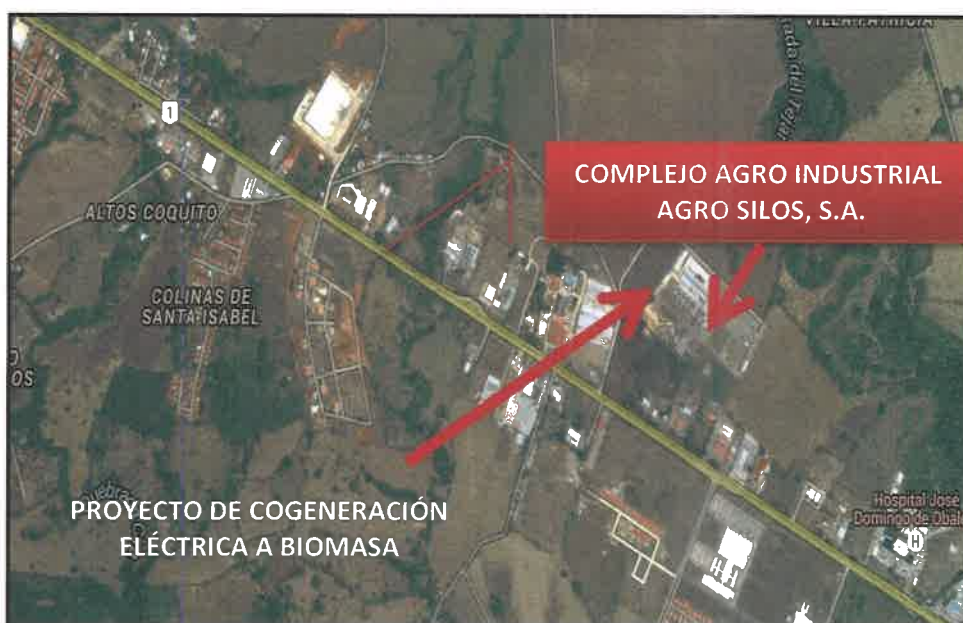 VILLA PATRICIA
1
COMPLEJO AGRO INDUSTRIAL
AGRO SILOS, S.A.
ALTOS COQUITO
COLINAS DE
SANTA ISABEL
OS
PROYECTO DE COGENERACIÓN
ELÉCTRICA A BIOMASA
Hospital José
Domingo de Obaldía
H